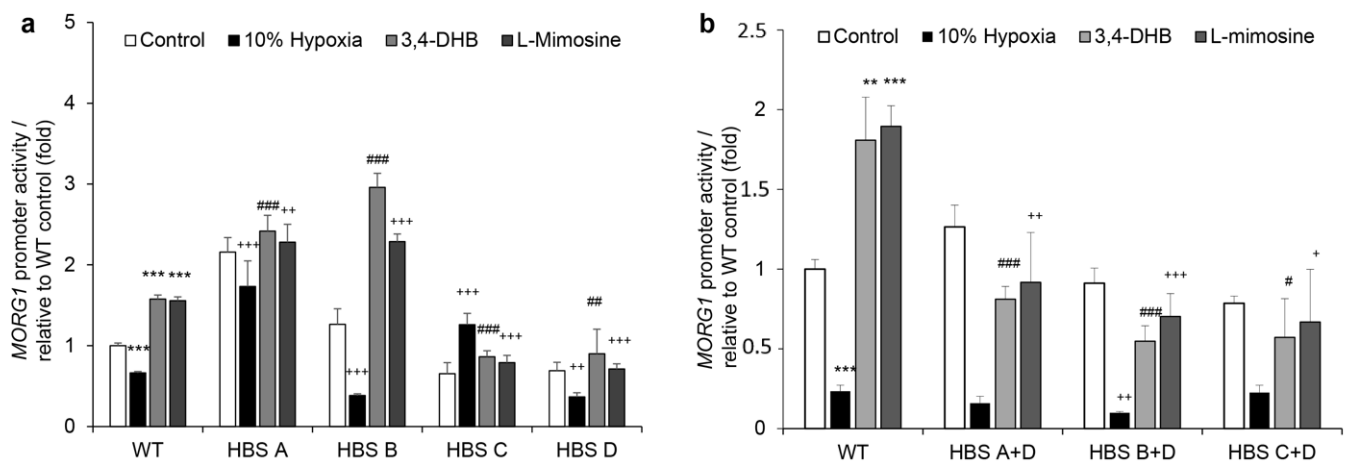 a
MORG1 promoter activity /
relative to WT control (fold)
5
4
3
2
1
0
Control 10% Hypoxia 3,4-DHB L-Mimosine
*** *** ***
+++ ### ++
+++ ### +++
+++ ### +++
++ ## +++
WT HBS A HBS B HBS C HBS D
b
MORG1 promoter activity /
relative to WT control (fold)
2.5
2
1.5
1
0.5
0
Control 10% Hypoxia 3,4-DHB L-mimosine
*** ** ***
### ++
++ ### +++
# +
WT HBS A+D HBS B+D HBS C+D